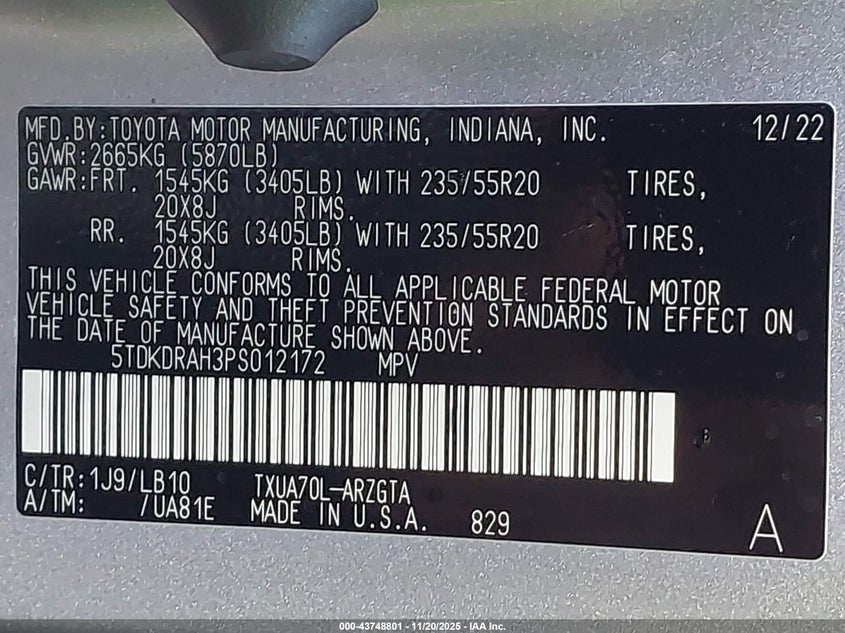 MFD.BY:TOYOTA MOTOR MANUFACTURING, INDIANA, INC. 12/22
GVWR:2665KG (5870LB)
GAWR:FRT. 1545KG (3405LB) WITH 235/55R20 TIRES,
20X8J RIMS.
RR. 1545KG (3405LB) WITH 235/55R20 TIRES,
20X8J RIMS.
THIS VEHICLE CONFORMS TO ALL APPLICABLE FEDERAL MOTOR
VEHICLE SAFETY AND THEFT PREVENTION STANDARDS IN EFFECT ON
THE DATE OF MANUFACTURE SHOWN ABOVE.
5TDKDRAH3PS012172 MPV
C/TR:1J9/LB10 TXUA70L-ARZGTA
A/TM: /UA81E MADE IN U.S.A. 829
A
000-43748801 - 11/20/2025 - IAA Inc.